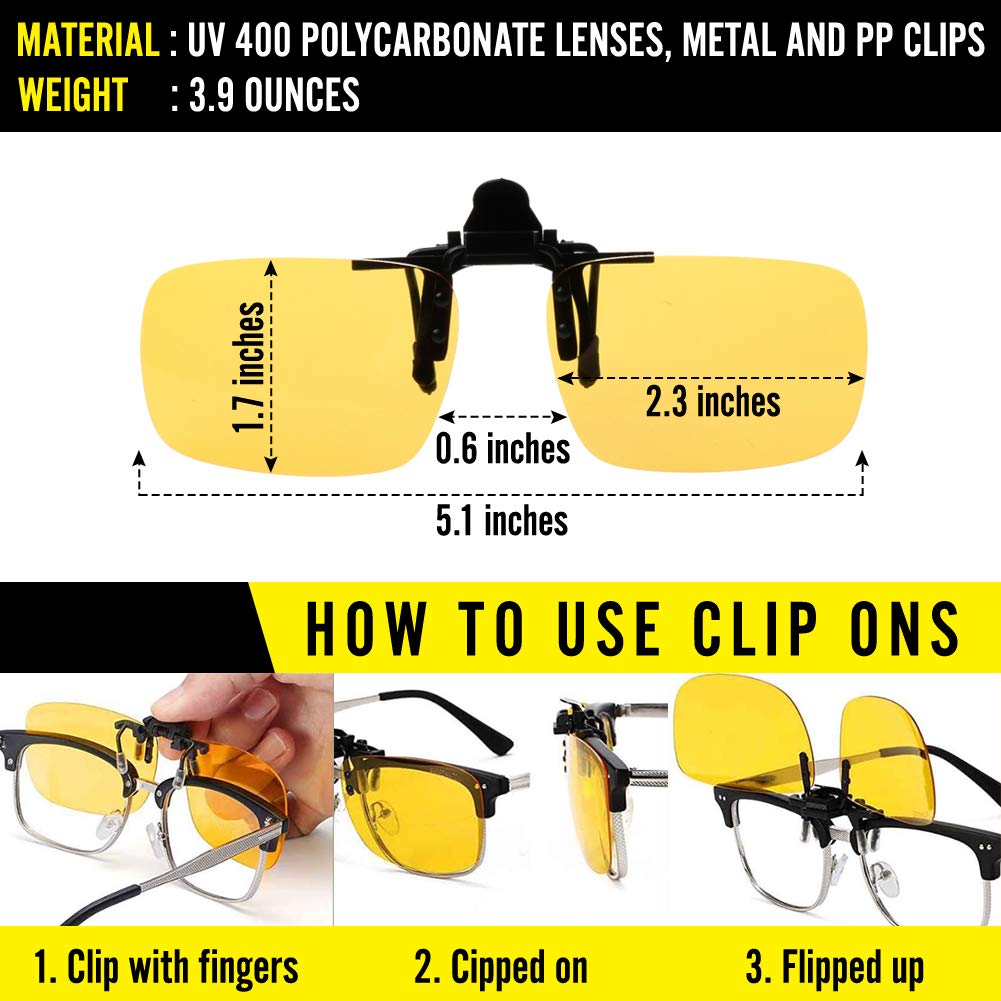 MATERIAL : UV 400 POLYCARBONATE LENSES, METAL AND PP CLIPS
WEIGHT : 3.9 OUNCES
1.7 inches
2.3 inches
0.6 inches
5.1 inches
HOW TO USE CLIP ONS
1. Clip with fingers
2. Cipped on
3. Flipped up